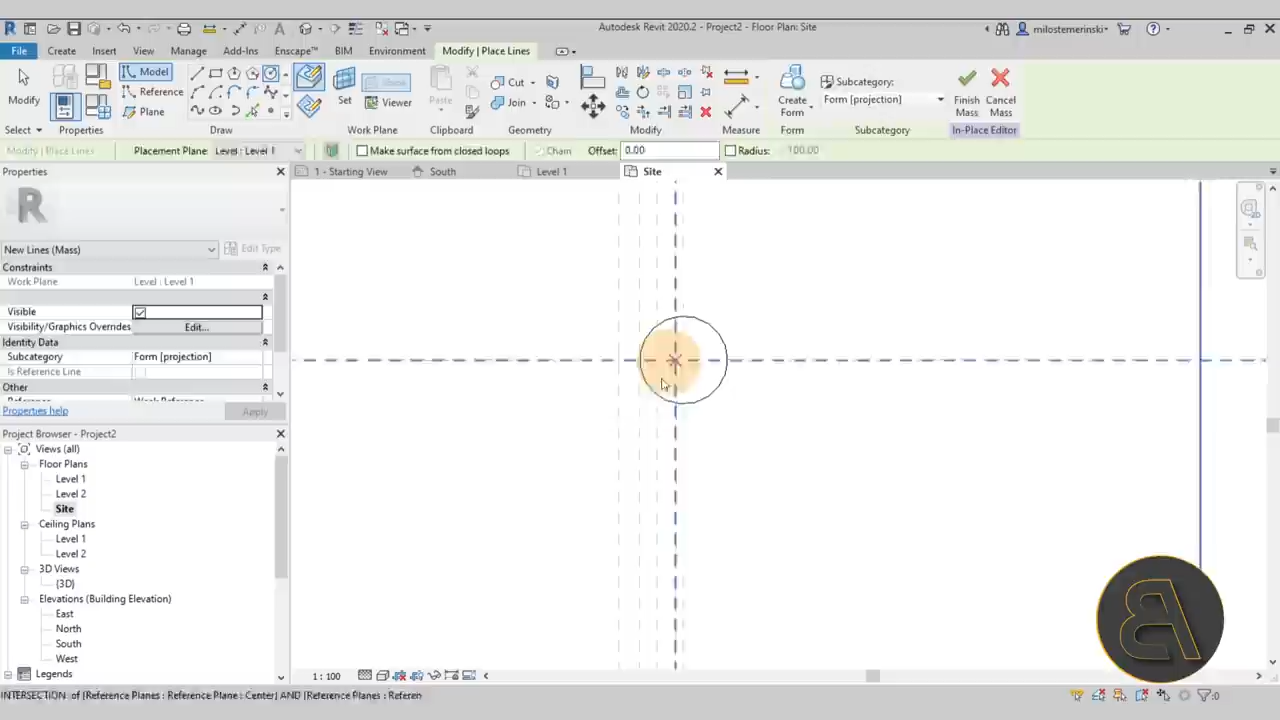 Autodesk Revit 2020.2 - Project2 - Floor Plan: Site
milostemerinski
File Create Insert View Manage Add-Ins Enscape™ BIM Environment Modify | Place Lines
Model
Reference
Plane
Modify
Set
Show
Viewer
Paste
Cut
Join
Create Form
Subcategory:
Form [projection]
Finish Mass
Cancel Mass
Select Properties Draw Work Plane Clipboard Geometry Modify Measure Form Subcategory In-Place Editor
Modify | Place Lines Placement Plane: Level : Level 1 Make surface from closed loops Chain Offset: 0.00 Radius: 100.00
Properties
1 - Starting View South Level 1 Site
New Lines (Mass) Edit Type
Constraints
Work Plane Level : Level 1
Visible
Visibility/Graphics Overrides Edit...
Identity Data
Subcategory Form [projection]
Is Reference Line
Other
Reference Weak Reference
Properties help Apply
Project Browser - Project2
Views (all)
Floor Plans
Level 1
Level 2
Site
Ceiling Plans
Level 1
Level 2
3D Views
{3D}
Elevations (Building Elevation)
East
North
South
West
Legends
1 : 100
INTERSECTION of [Reference Planes : Reference Plane : Center] AND [Reference Planes : Referen
:0